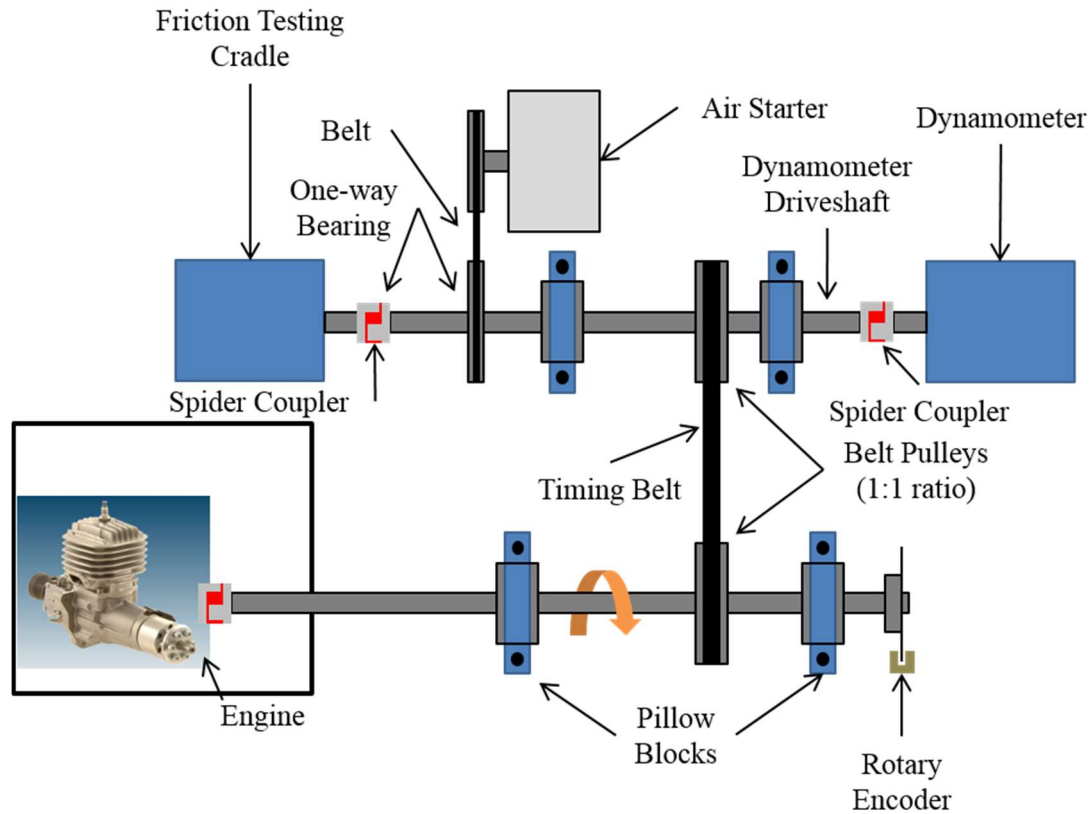 Friction Testing
Cradle
Belt
Air Starter
Dynamometer
One-way
Bearing
Dynamometer
Driveshaft
Spider Coupler
Spider Coupler
Timing Belt
Belt Pulleys
(1:1 ratio)
Engine
Pillow
Blocks
Rotary
Encoder